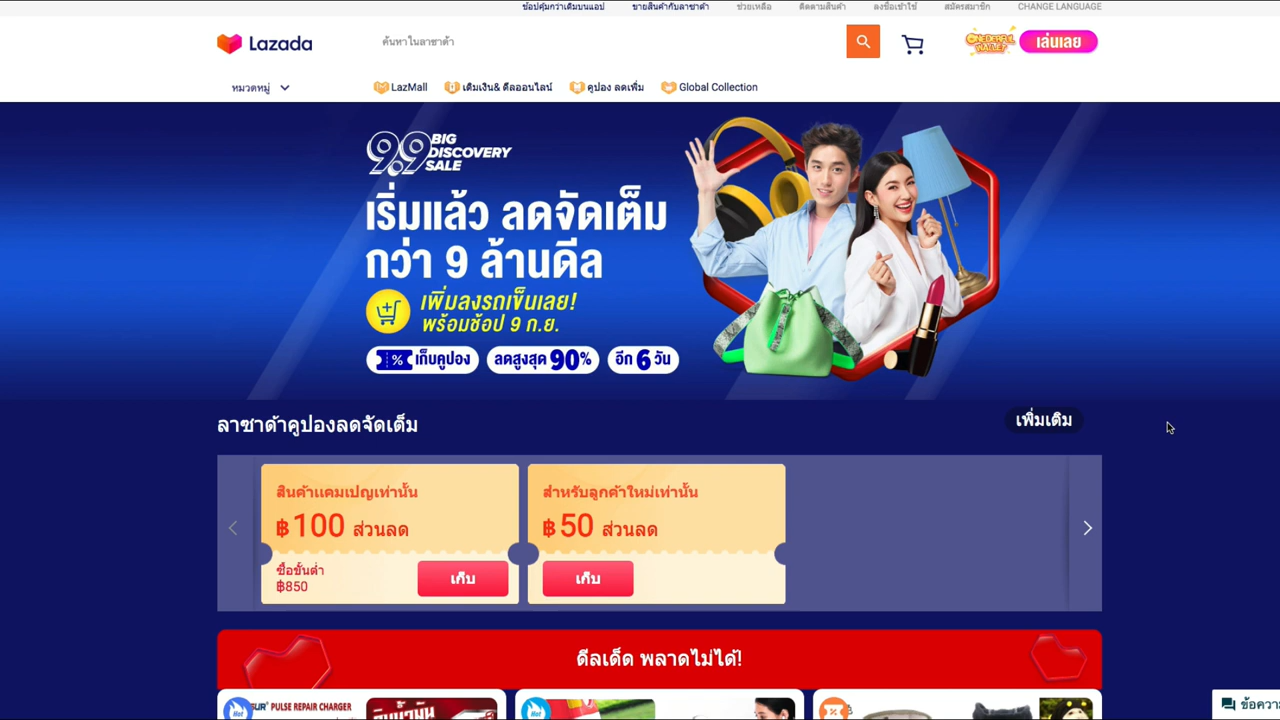 ช้อปคุ้มกว่าเดิมบนแอป ขายสินค้ากับลาซาด้า ช่วยเหลือ ติดตามสินค้า ลงชื่อเข้าใช้ สมัครสมาชิก CHANGE LANGUAGE
Lazada ค้นหาในลาซาด้า ONEDERFUL WALLET เล่นเลย
หมวดหมู่ LazMall เติมเงิน& ดีลออนไลน์ คูปอง ลดเพิ่ม Global Collection
9.9 BIG
DISCOVERY
SALE
เริ่มแล้ว ลดจัดเต็ม
กว่า 9 ล้านดีล
เพิ่มลงรถเข็นเลย!
พร้อมช้อป 9 ก.ย.
% เก็บคูปอง ลดสูงสุด 90% อีก 6 วัน
ลาซาด้าคูปองลดจัดเต็ม เพิ่มเติม
สินค้าแคมเปญเท่านั้น สำหรับลูกค้าใหม่เท่านั้น
฿100 ส่วนลด ฿50 ส่วนลด
ซื้อขั้นต่ำ
฿850 เก็บ เก็บ
ดีลเด็ด พลาดไม่ได้!
Hot PULSE REPAIR CHARGER Hot